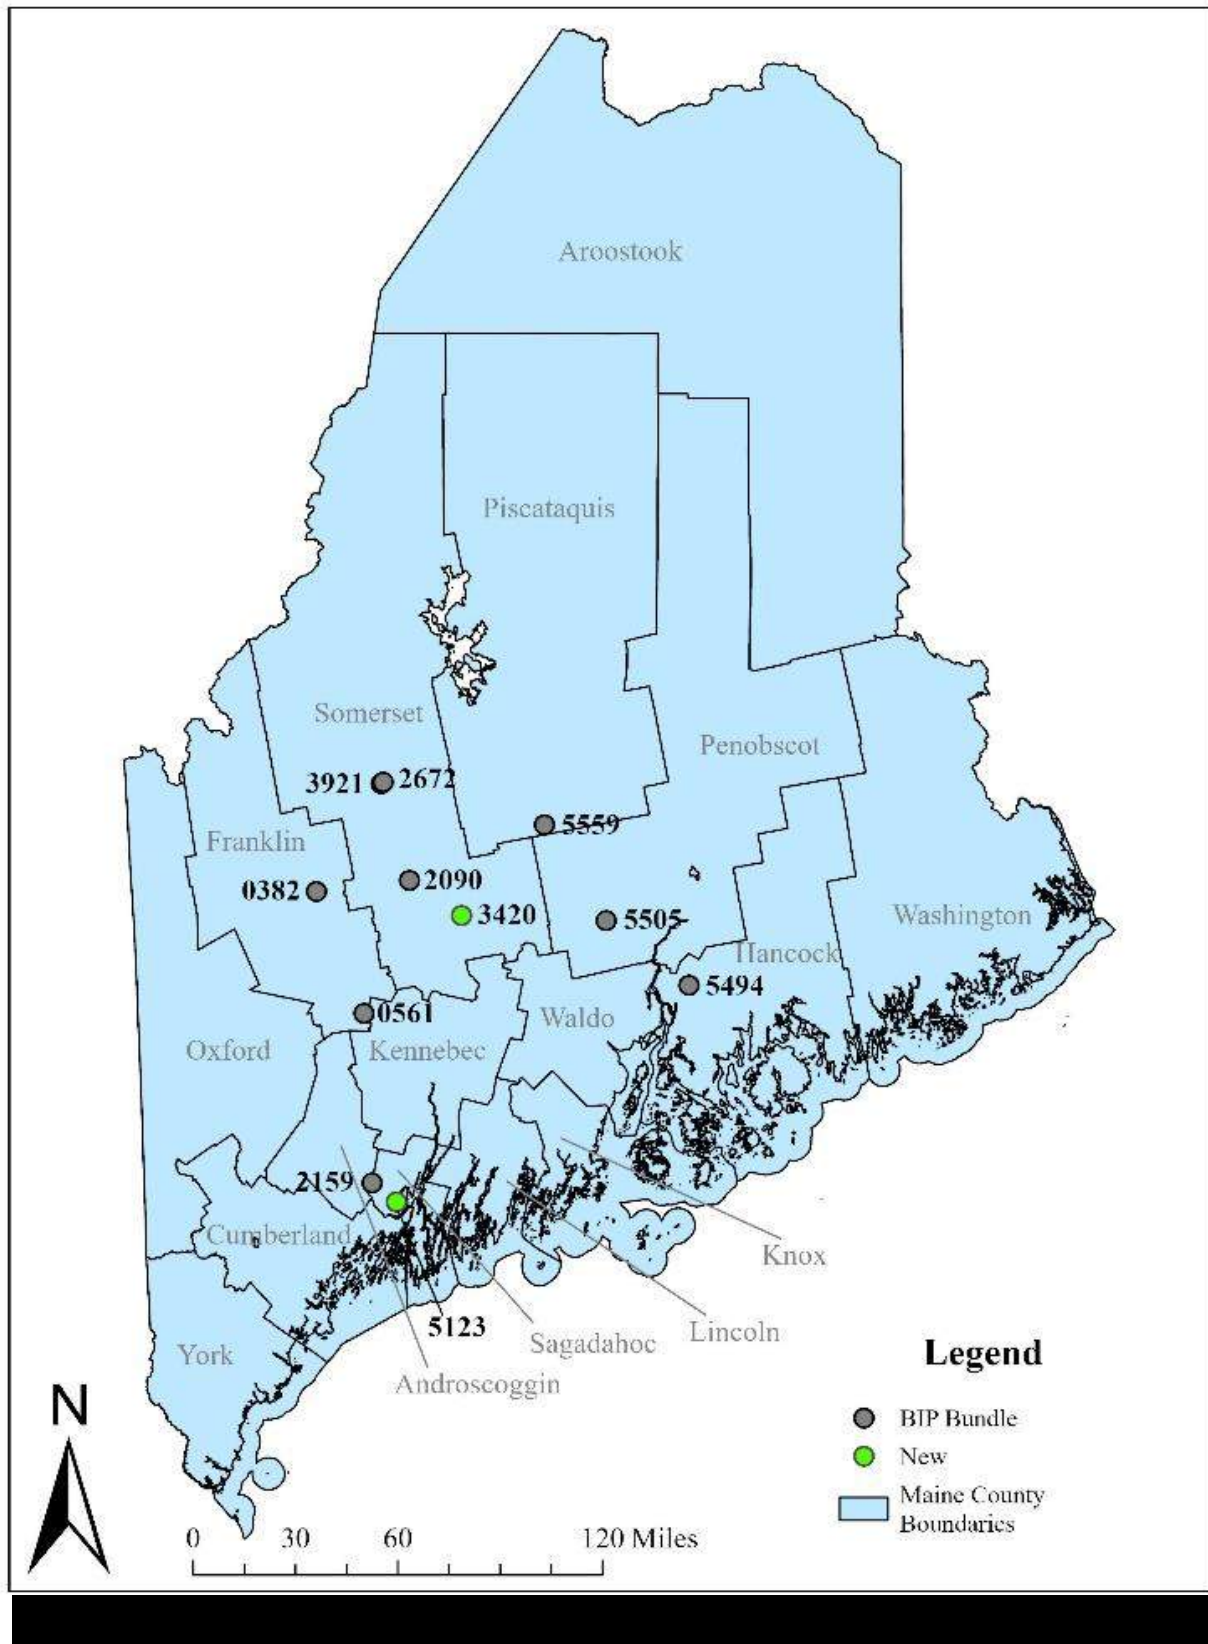 Aroostook
Piscataquis
Somerset
Penobscot
3921
2672
5559
Franklin
0382
2090
3420
5505
Washington
Hancock
5494
0561
Waldo
Oxford
Kennebec
2159
Cumberland
Knox
5123
Sagadahoc
Lincoln
York
Androscoggin
Legend
N
BIP Bundle
New
Maine County
Boundaries
0 30 60 120 Miles